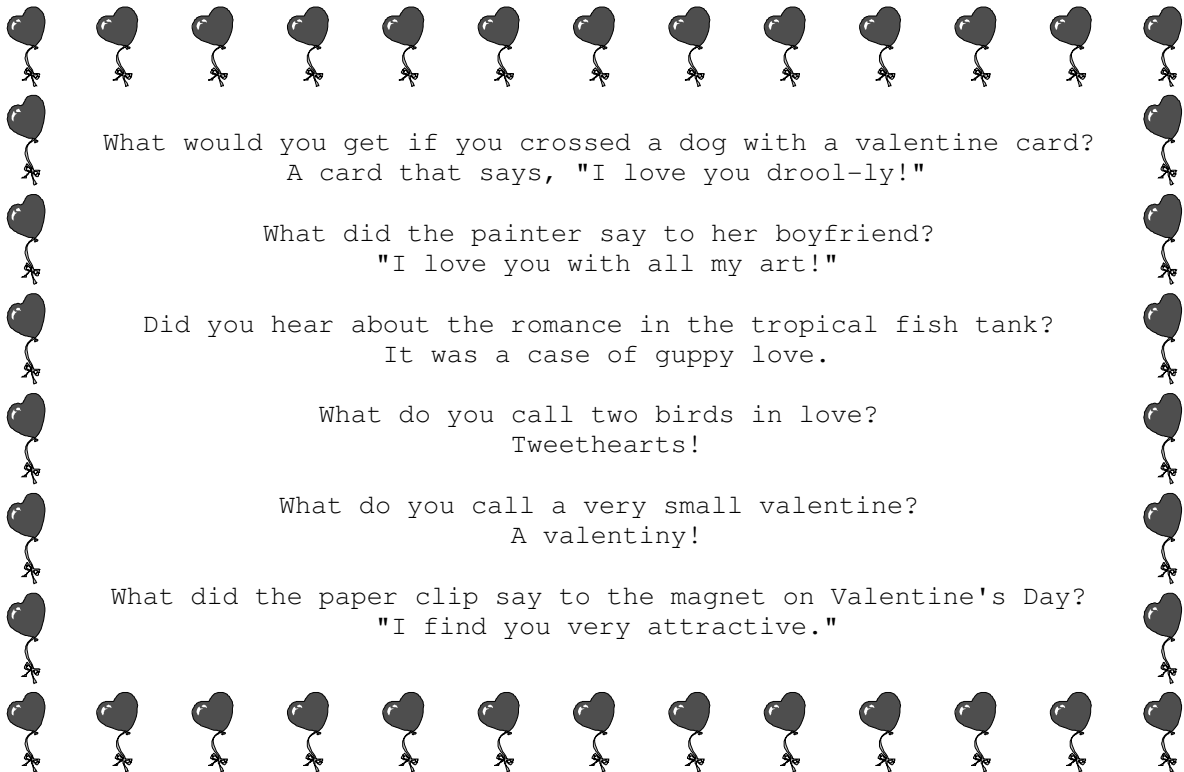 What would you get if you crossed a dog with a valentine card?
A card that says, "I love you drool-ly!"
What did the painter say to her boyfriend?
"I love you with all my art!"
Did you hear about the romance in the tropical fish tank?
It was a case of guppy love.
What do you call two birds in love?
Tweethearts!
What do you call a very small valentine?
A valentiny!
What did the paper clip say to the magnet on Valentine's Day?
"I find you very attractive."